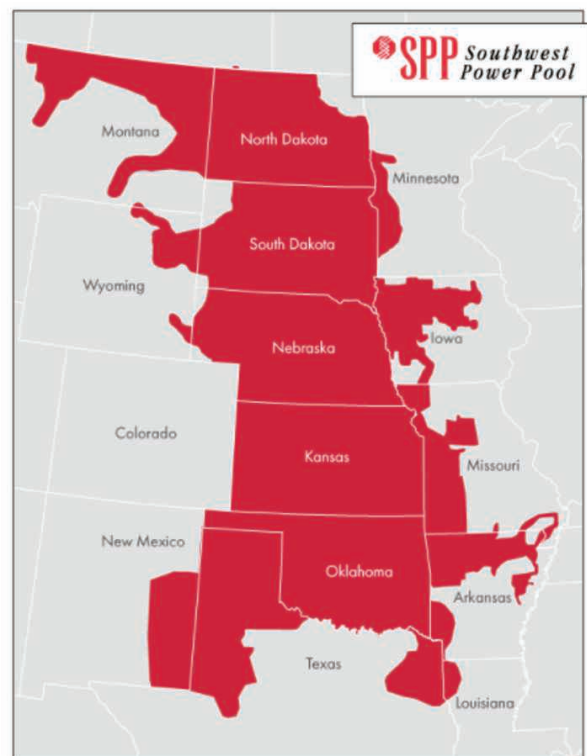 SPP Southwest
Power Pool
Montana
North Dakota
Minnesota
South Dakota
Wyoming
Nebraska
Iowa
Colorado
Kansas
Missouri
New Mexico
Oklahoma
Arkansas
Texas
Louisiana